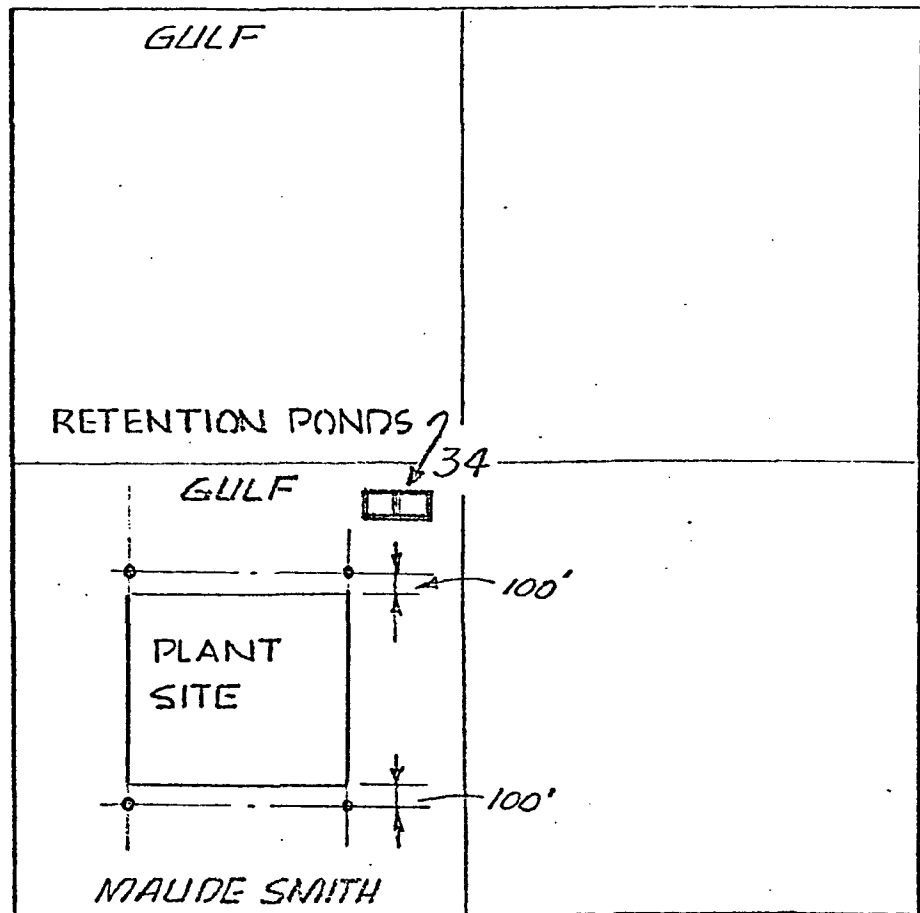 GULF
RETENTION PONDS
34
GULF
100'
PLANT
SITE
100'
MAUDE SMITH